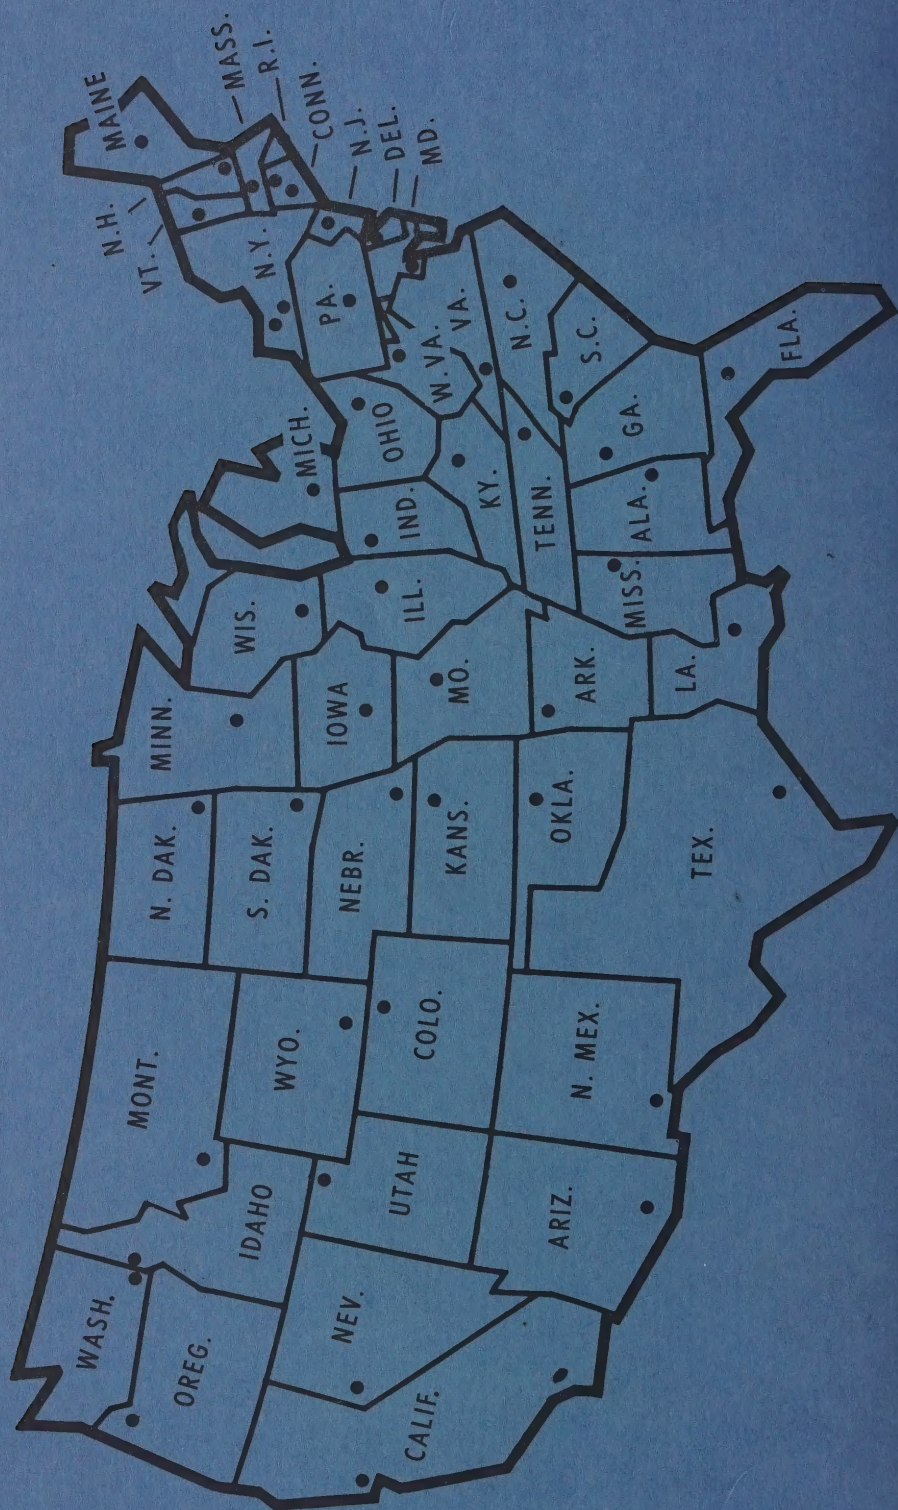 WASH.
OREG.
CALIF.
NEV.
IDAHO
MONT.
WYO.
UTAH
ARIZ.
COLO.
N. MEX.
N. DAK.
S. DAK.
NEBR.
KANS.
OKLA.
TEX.
MINN.
IOWA
MO.
ARK.
LA.
WIS.
ILL.
MISS.
MICH.
IND.
OHIO
KY.
TENN.
ALA.
GA.
FLA.
S.C.
N.C.
VA.
W. VA.
PA.
N.Y.
VT.
N.H.
MAINE
MASS.
R.I.
CONN.
N.J.
DEL.
MD.